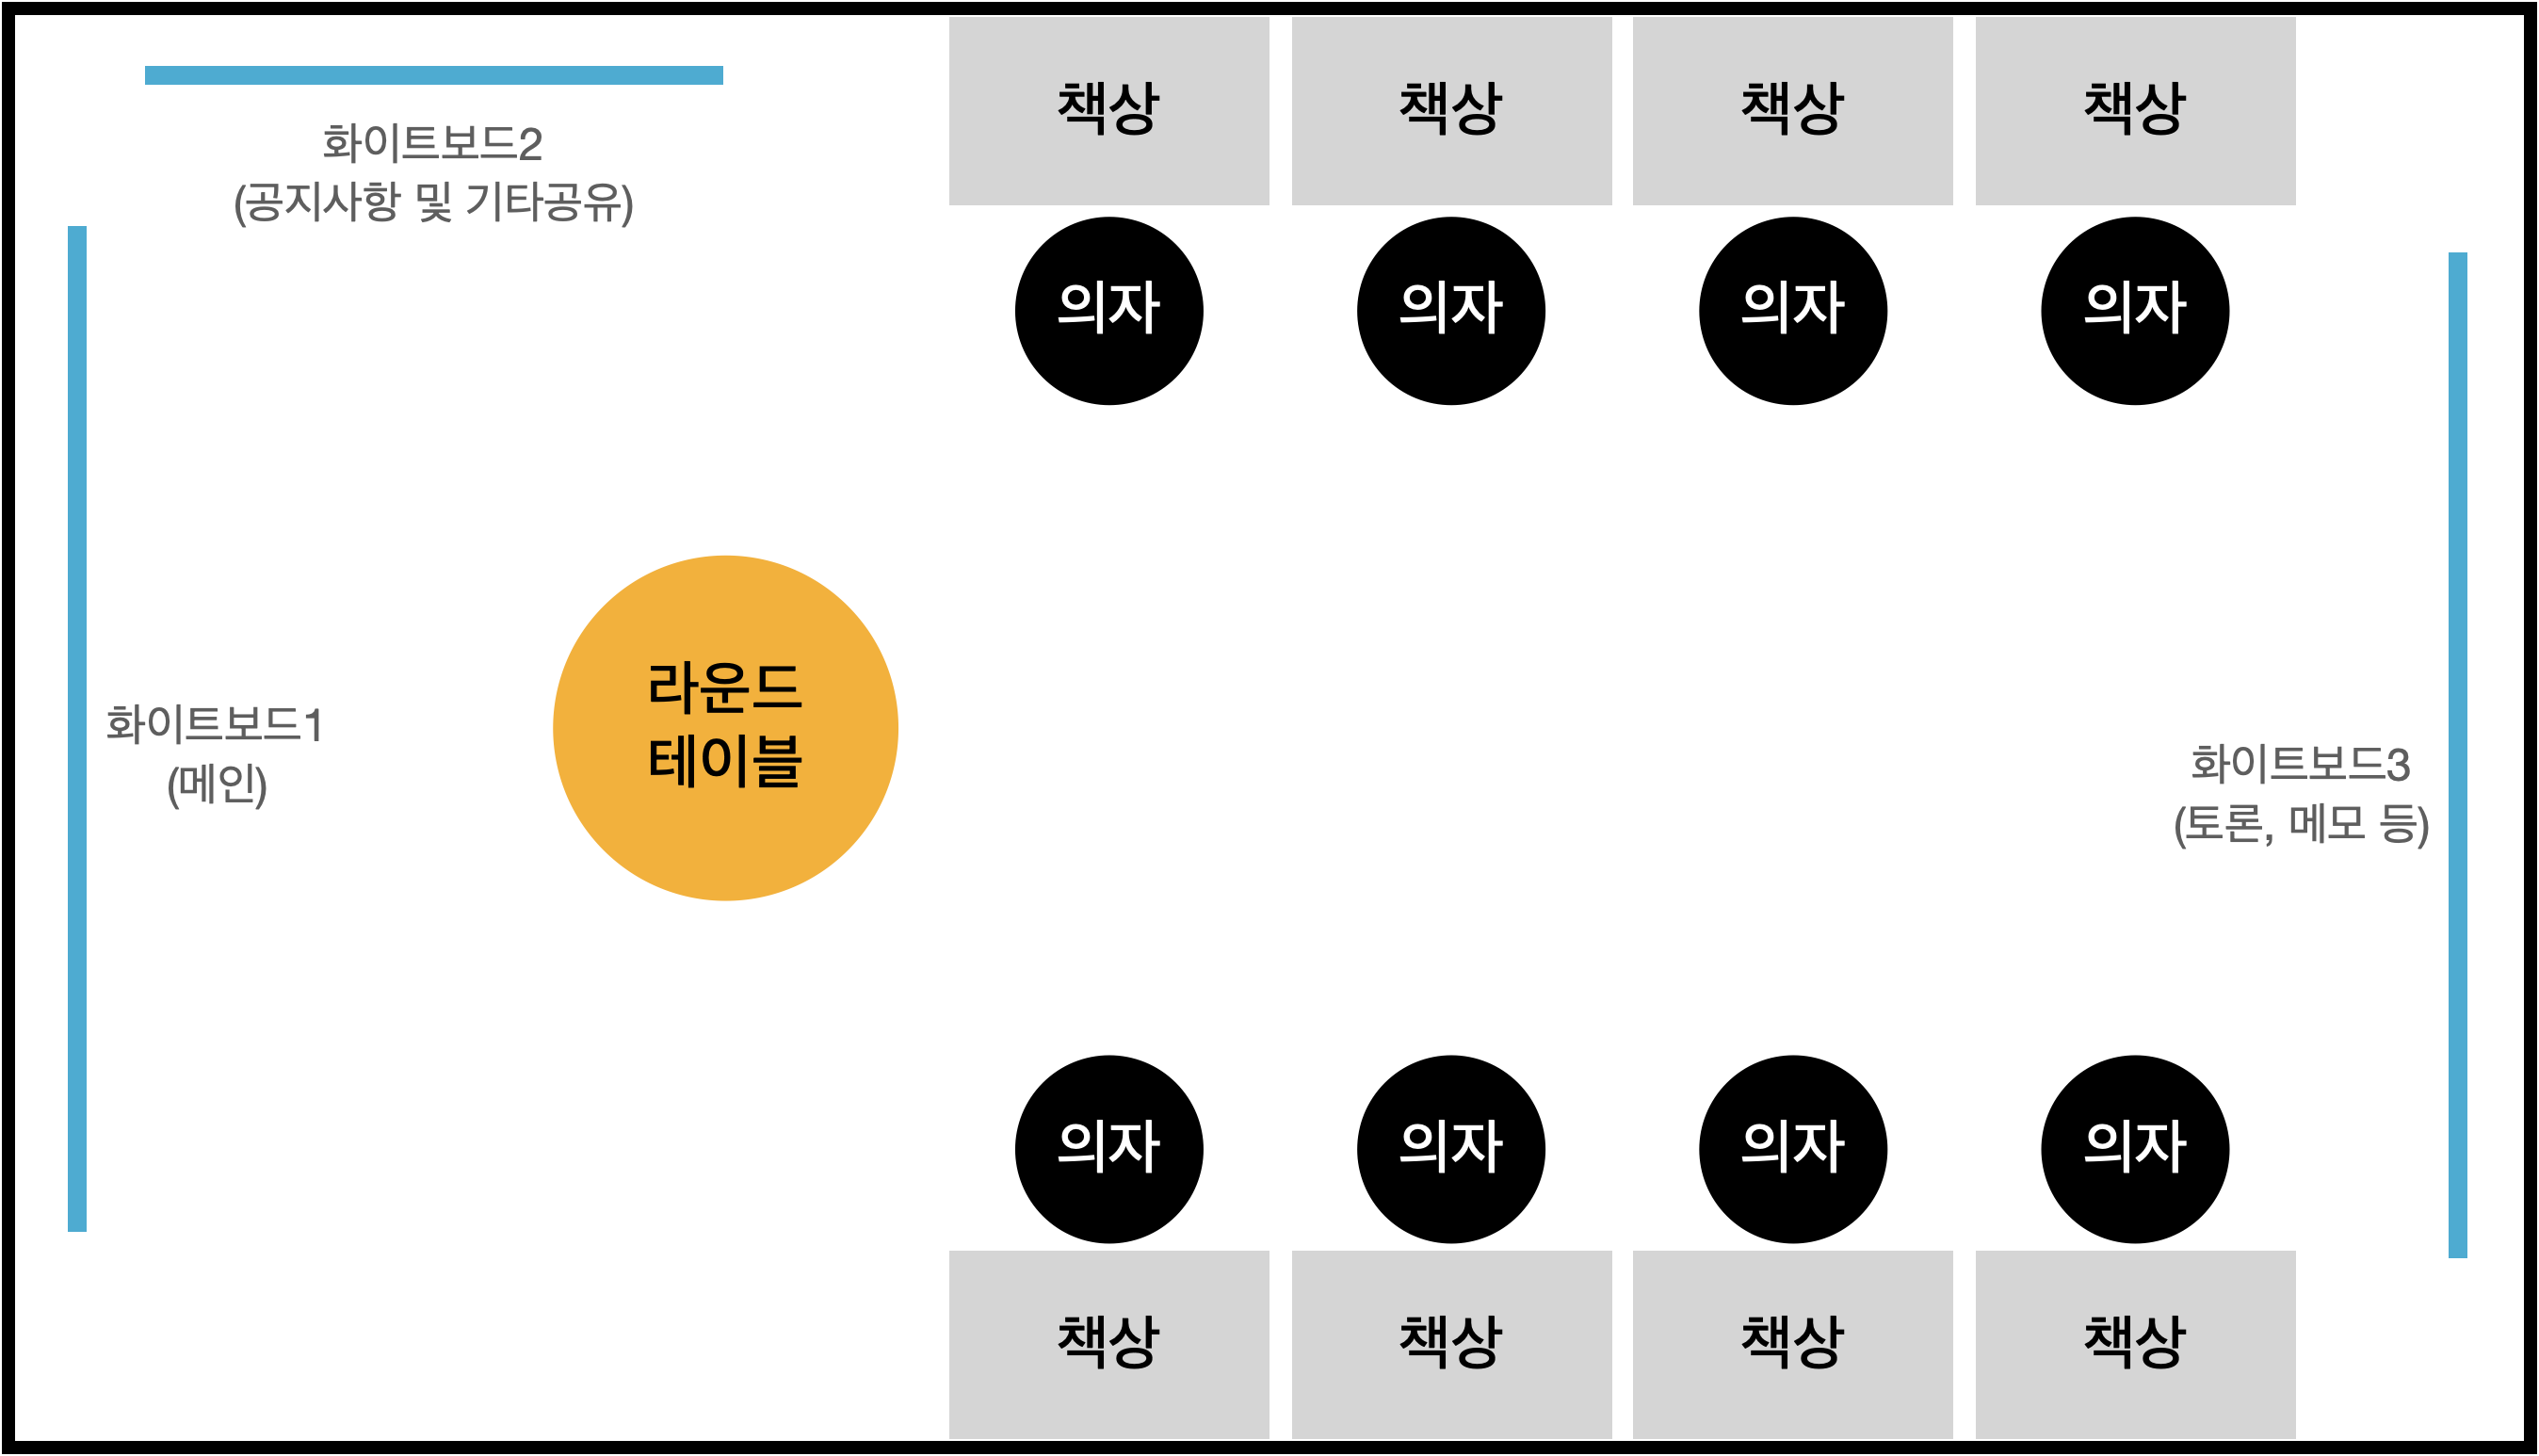 책상
책상
책상
책상
화이트보드2
(공지사항 및 기타공유)
의자
의자
의자
의자
라운드
테이블
화이트보드1
(메인)
화이트보드3
(토론, 메모 등)
의자
의자
의자
의자
책상
책상
책상
책상